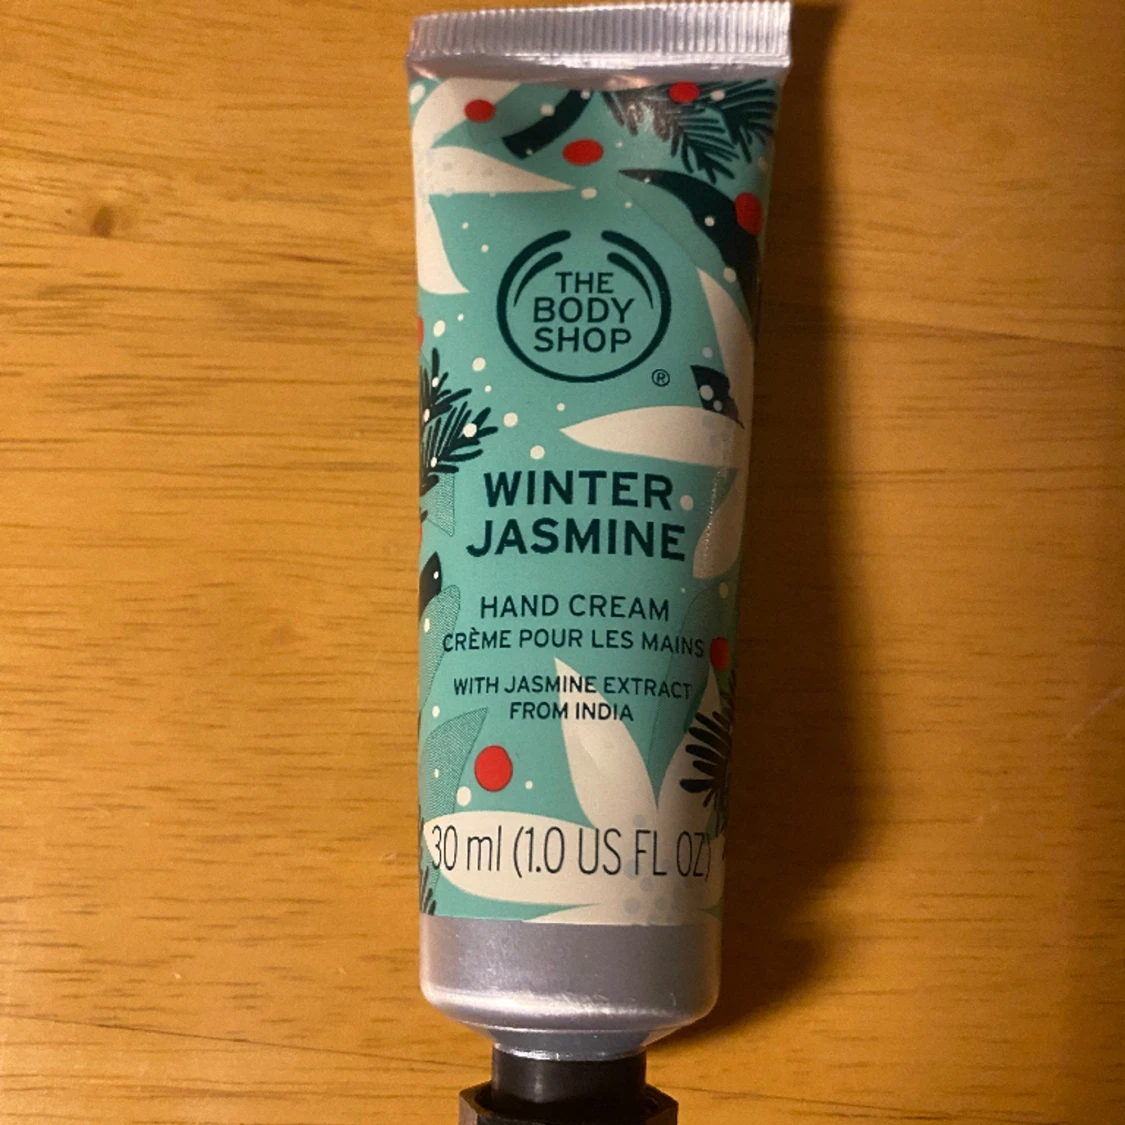 THE
BODY
SHOP
®
WINTER
JASMINE
HAND CREAM
CRÈME POUR LES MAINS
WITH JASMINE EXTRACT
FROM INDIA
30 ml (1.0 US FL OZ)